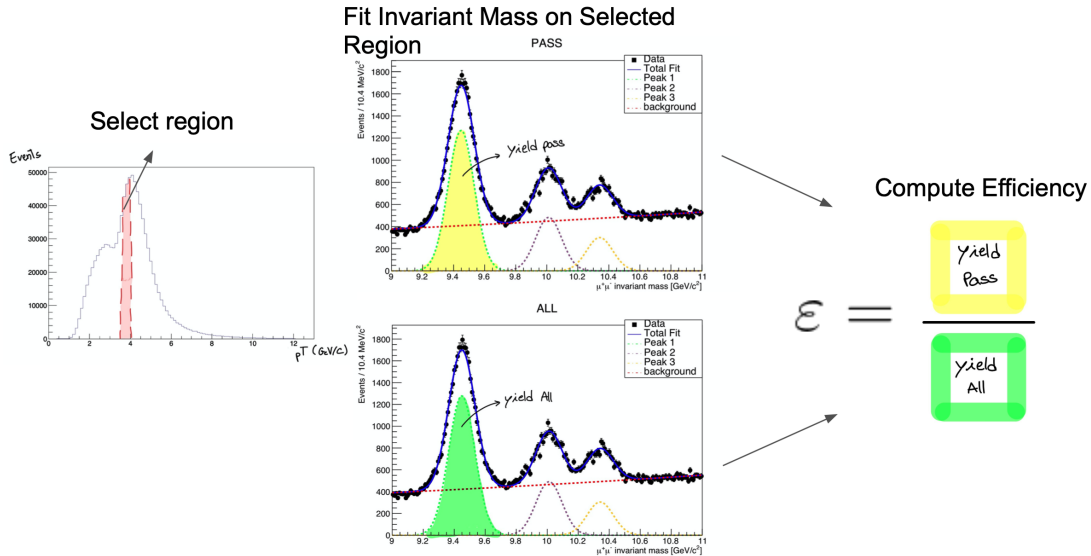 Fit Invariant Mass on Selected
Region
Select region
Events
50000
40000
30000
20000
10000
0
0 2 4 6 8 10 12
pT (GeV/c)
PASS
Events / 10.4 MeV/c²
1800
1600
1400
1200
1000
800
600
400
200
0
Data
Total Fit
Peak 1
Peak 2
Peak 3
background
yield pass
9 9.2 9.4 9.6 9.8 10 10.2 10.4 10.6 10.8 11
μ⁺μ⁻ invariant mass [GeV/c²]
ALL
Events / 10.4 MeV/c²
1800
1600
1400
1200
1000
800
600
400
200
0
Data
Total Fit
Peak 1
Peak 2
Peak 3
background
yield All
9 9.2 9.4 9.6 9.8 10 10.2 10.4 10.6 10.8 11
μ⁺μ⁻ invariant mass [GeV/c²]
Compute Efficiency
ε =
yield
Pass
yield
All